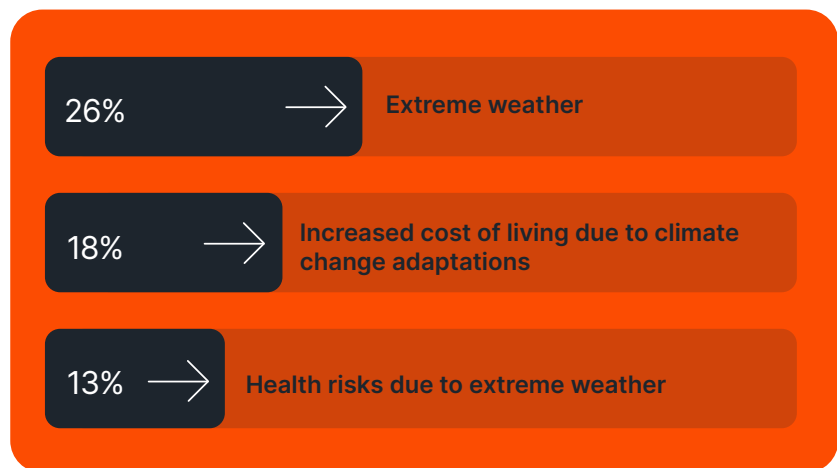 26%
Extreme weather
18%
Increased cost of living due to climate
change adaptations
13%
Health risks due to extreme weather